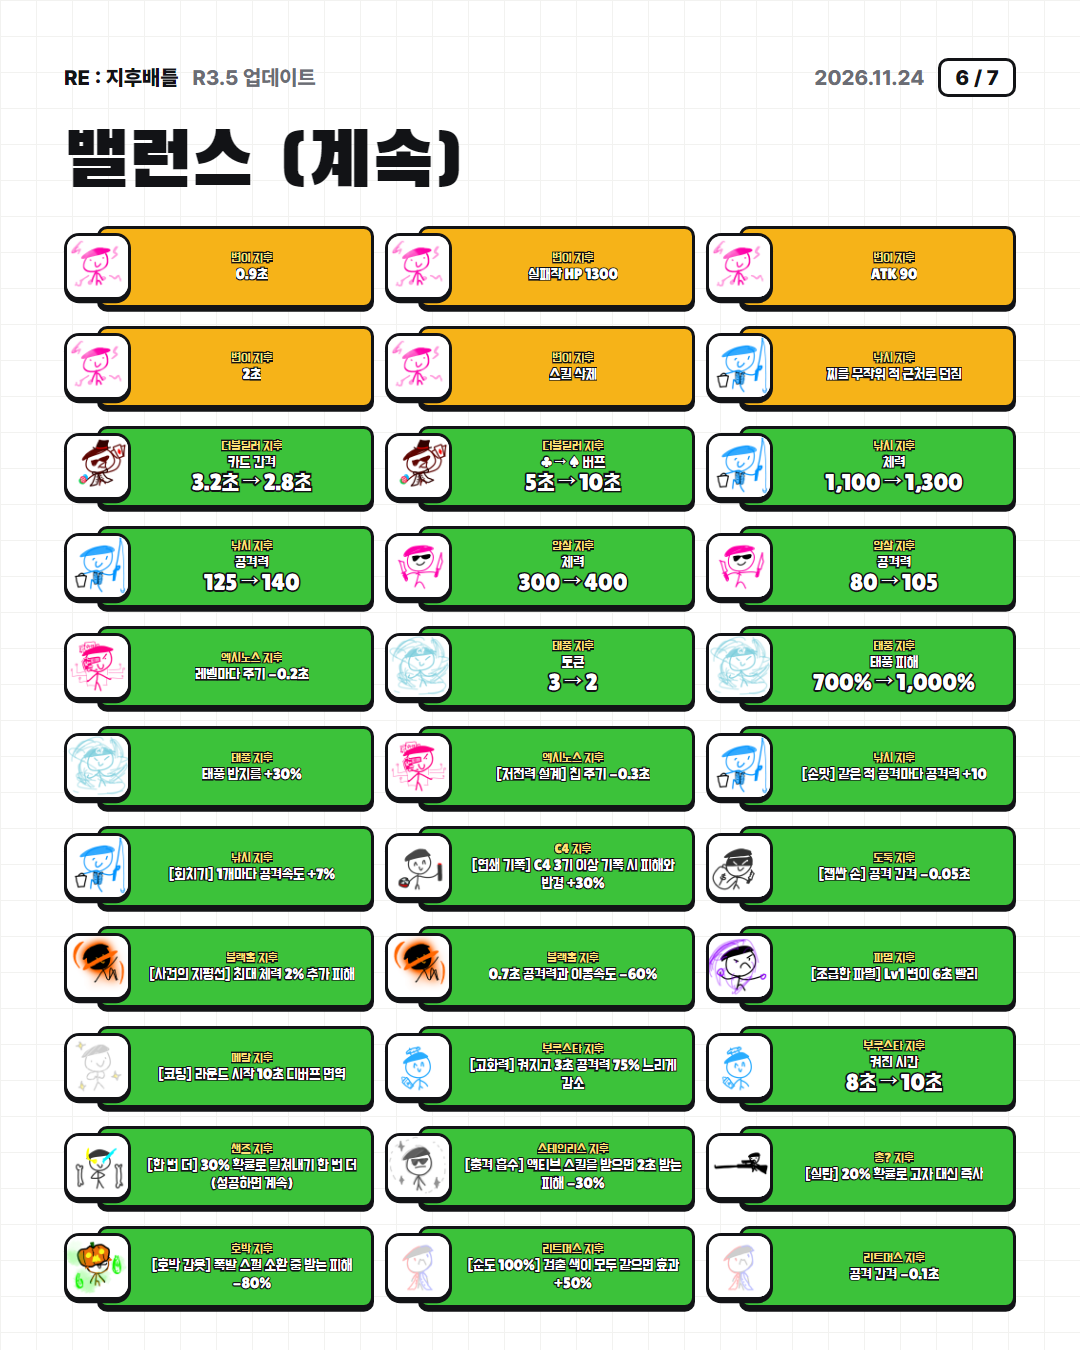 RE : 지후배틀 R3.5 업데이트
2026.11.24 6 / 7
밸런스 (계속)
변이 지후
0.9초
변이 지후
실패작 HP 1300
변이 지후
ATK 90
변이 지후
2초
변이 지후
스킬 삭제
낚시 지후
찌를 무작위 적 근처로 던짐
더블딜러 지후
카드 간격
3.2초 → 2.8초
더블딜러 지후
♣ → ♠ 버프
5초 → 10초
낚시 지후
체력
1,100 → 1,300
낚시 지후
공격력
125 → 140
암살 지후
체력
300 → 400
암살 지후
공격력
80 → 105
엑시노스 지후
레벨마다 주기 -0.2초
태풍 지후
토큰
3 → 2
태풍 지후
태풍 피해
700% → 1,000%
태풍 지후
태풍 반지름 +30%
엑시노스 지후
[저전력 설계] 칩 주기 -0.3초
낚시 지후
[손맛] 같은 적 공격마다 공격력 +10
낚시 지후
[회치기] 1개마다 공격속도 +7%
C4 지후
[연쇄 기폭] C4 3기 이상 기폭 시 피해와
반경 +30%
도둑 지후
[잽싼 손] 공격 간격 -0.05초
블랙홀 지후
[사건의 지평선] 최대 체력 2% 추가 피해
블랙홀 지후
0.7초 공격력과 이동속도 -60%
파멸 지후
[조급한 파멸] Lv1 변이 6초 빨리
메달 지후
[코팅] 라운드 시작 10초 디버프 면역
부루스타 지후
[고화력] 켜지고 3초 공격력 75% 느리게
감소
부루스타 지후
켜진 시간
8초 → 10초
샌즈 지후
[한 번 더] 30% 확률로 밀쳐내기 한 번 더
(성공하면 계속)
스테인리스 지후
[충격 흡수] 액티브 스킬을 받으면 2초 받는
피해 -30%
총? 지후
[실탄] 20% 확률로 고자 대신 즉사
호박 지후
[호박 갑옷] 폭발 스펠 소환 중 받는 피해
-80%
리트머스 지후
[순도 100%] 검출 색이 모두 같으면 효과
+50%
리트머스 지후
공격 간격 -0.1초